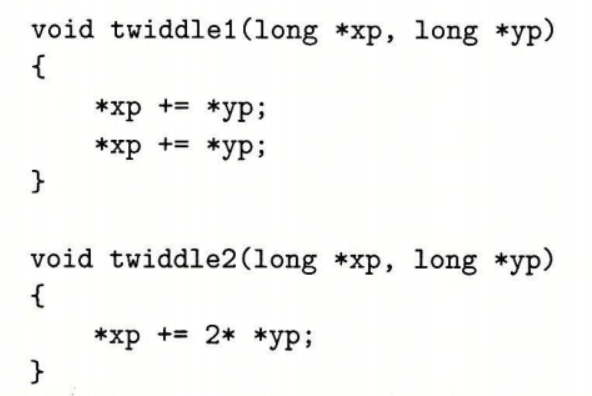 void twiddle1(long *xp, long *yp)
{
    *xp += *yp;
    *xp += *yp;
}

void twiddle2(long *xp, long *yp)
{
    *xp += 2* *yp;
}